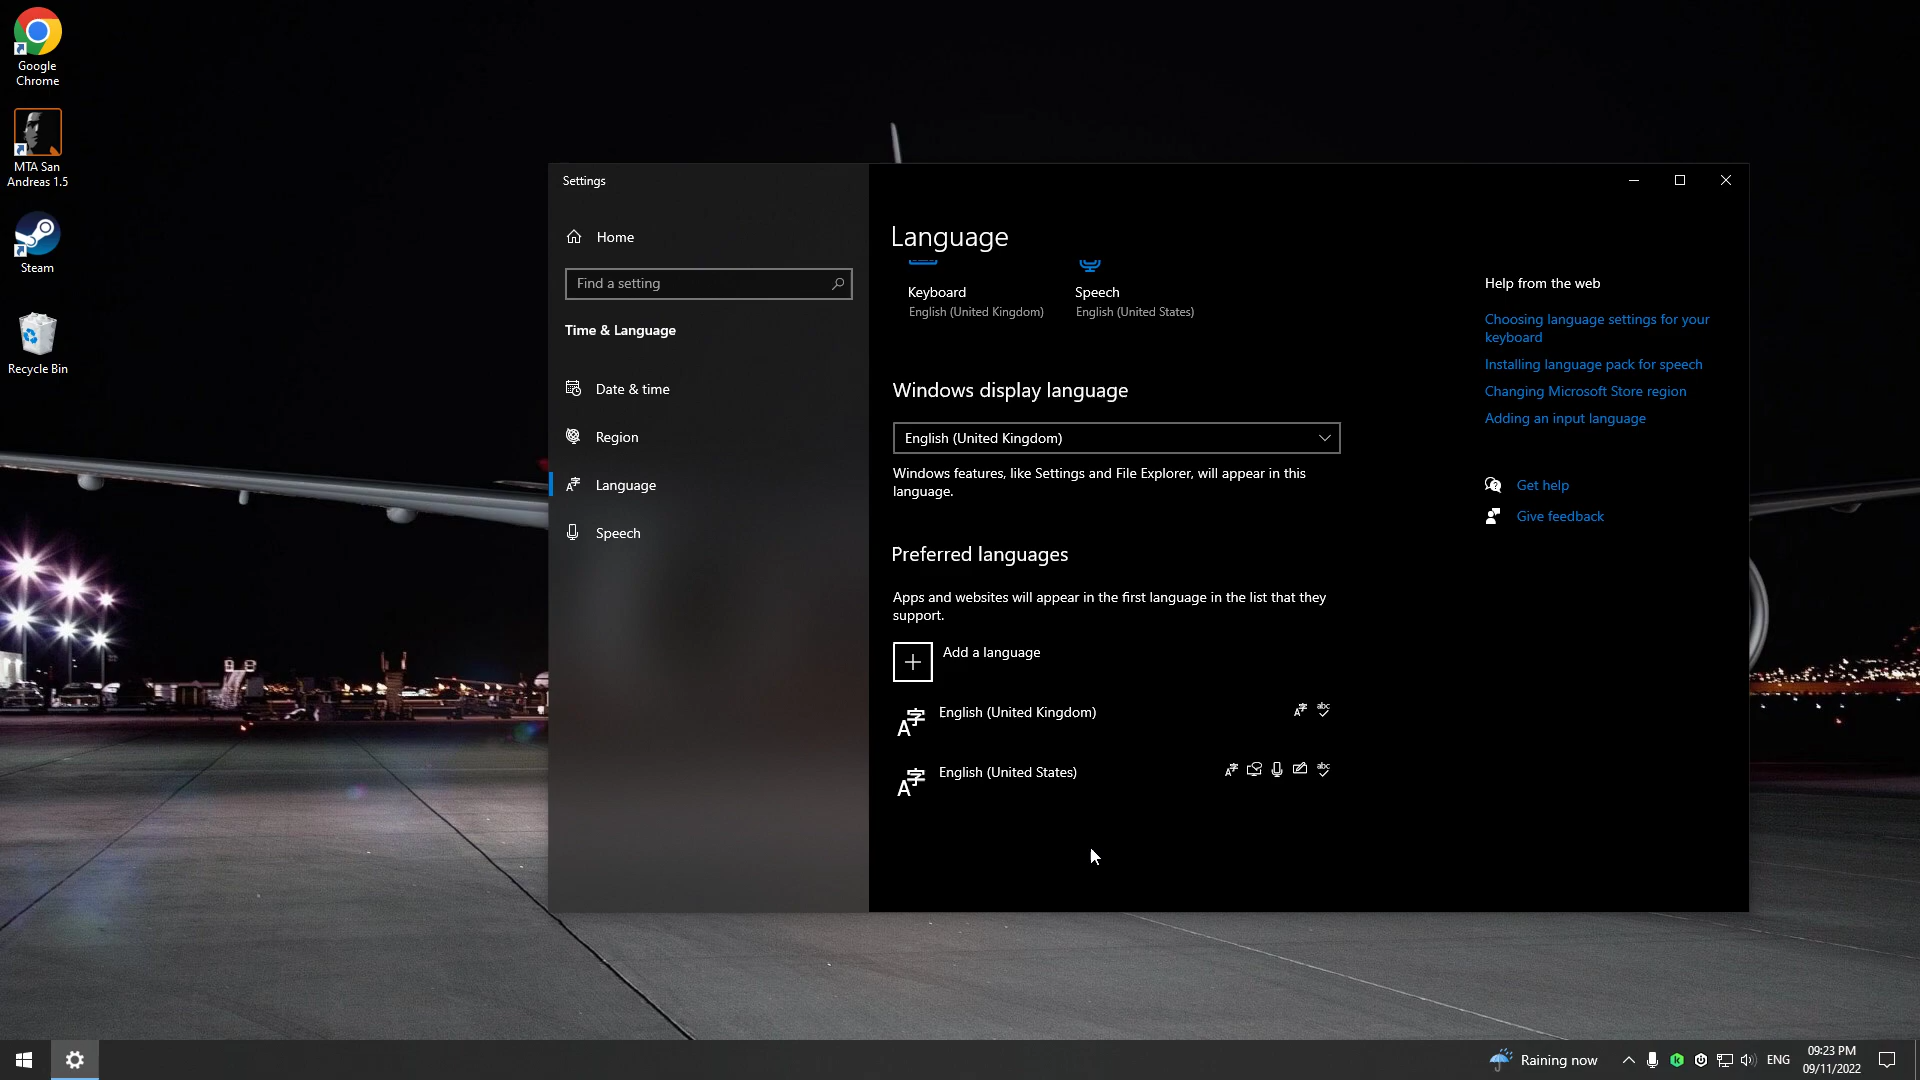 Google
Chrome
MTA San
Andreas 1.5
Steam
Recycle Bin
Settings
Home
Find a setting
Time & Language
Date & time
Region
Language
Speech
Language
Keyboard
English (United Kingdom)
Speech
English (United States)
Windows display language
English (United Kingdom)
Windows features, like Settings and File Explorer, will appear in this
language.
Preferred languages
Apps and websites will appear in the first language in the list that they
support.
Add a language
English (United Kingdom)
English (United States)
Help from the web
Choosing language settings for your
keyboard
Installing language pack for speech
Changing Microsoft Store region
Adding an input language
Get help
Give feedback
Raining now
ENG
09:23 PM
09/11/2022